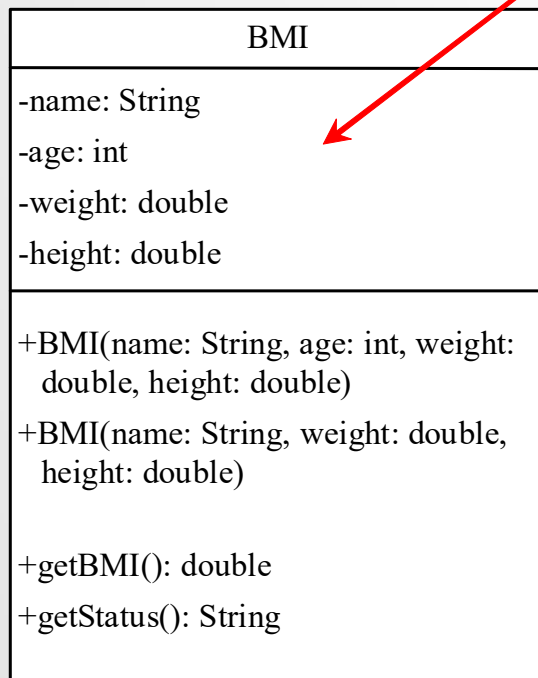 BMI
-name: String
-age: int
-weight: double
-height: double
+BMI(name: String, age: int, weight:
double, height: double)
+BMI(name: String, weight: double,
height: double)
+getBMI(): double
+getStatus(): String